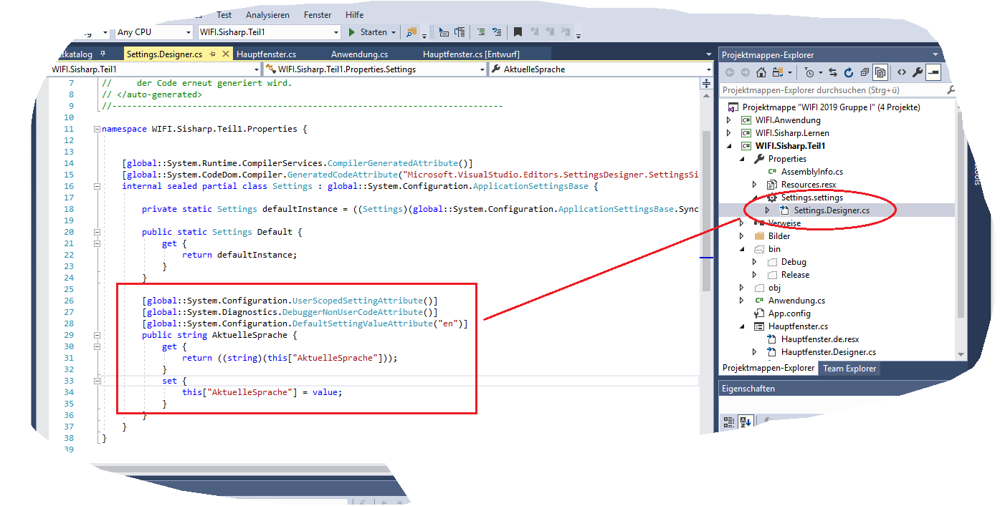 Test Analysieren Fenster Hilfe
Any CPU WIFI.Sisharp.Teil1 Starten
tkatalog Settings.Designer.cs Hauptfenster.cs Anwendung.cs Hauptfenster.cs [Entwurf]
WIFI.Sisharp.Teil1 WIFI.Sisharp.Teil1.Properties.Settings AktuelleSprache
7 // der Code erneut generiert wird.
8 // </auto-generated>
9 //------------------------------------------------------------------------------
10
11 namespace WIFI.Sisharp.Teil1.Properties {
12
13
14 [global::System.Runtime.CompilerServices.CompilerGeneratedAttribute()]
15 [global::System.CodeDom.Compiler.GeneratedCodeAttribute("Microsoft.VisualStudio.Editors.SettingsDesigner.SettingsSi
16 internal sealed partial class Settings : global::System.Configuration.ApplicationSettingsBase {
17
18 private static Settings defaultInstance = ((Settings)(global::System.Configuration.ApplicationSettingsBase.Sync
19
20 public static Settings Default {
21 get {
22 return defaultInstance;
23 }
24 }
25
26 [global::System.Configuration.UserScopedSettingAttribute()]
27 [global::System.Diagnostics.DebuggerNonUserCodeAttribute()]
28 [global::System.Configuration.DefaultSettingValueAttribute("en")]
29 public string AktuelleSprache {
30 get {
31 return ((string)(this["AktuelleSprache"]));
32 }
33 set {
34 this["AktuelleSprache"] = value;
35 }
36 }
37 }
38 }
39
Projektmappen-Explorer
Projektmappen-Explorer durchsuchen (Strg+ü)
Projektmappe "WIFI 2019 Gruppe I" (4 Projekte)
WIFI.Anwendung
WIFI.Sisharp.Lernen
WIFI.Sisharp.Teil1
Properties
AssemblyInfo.cs
Resources.resx
Settings.settings
Settings.Designer.cs
Verweise
Bilder
bin
Debug
Release
obj
Anwendung.cs
App.config
Hauptfenster.cs
Hauptfenster.de.resx
Hauptfenster.Designer.cs
Projektmappen-Explorer Team Explorer
Eigenschaften